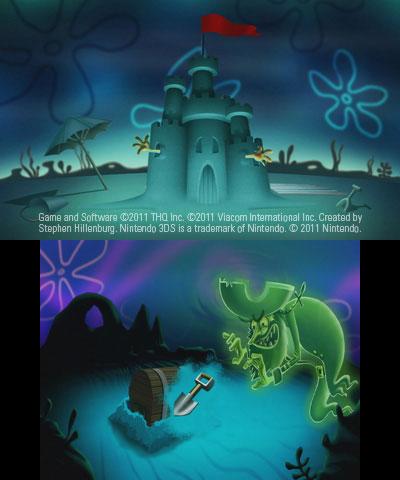 Game and Software ©2011 THQ Inc. ©2011 Viacom International Inc. Created by
Stephen Hillenburg. Nintendo 3DS is a trademark of Nintendo. © 2011 Nintendo.